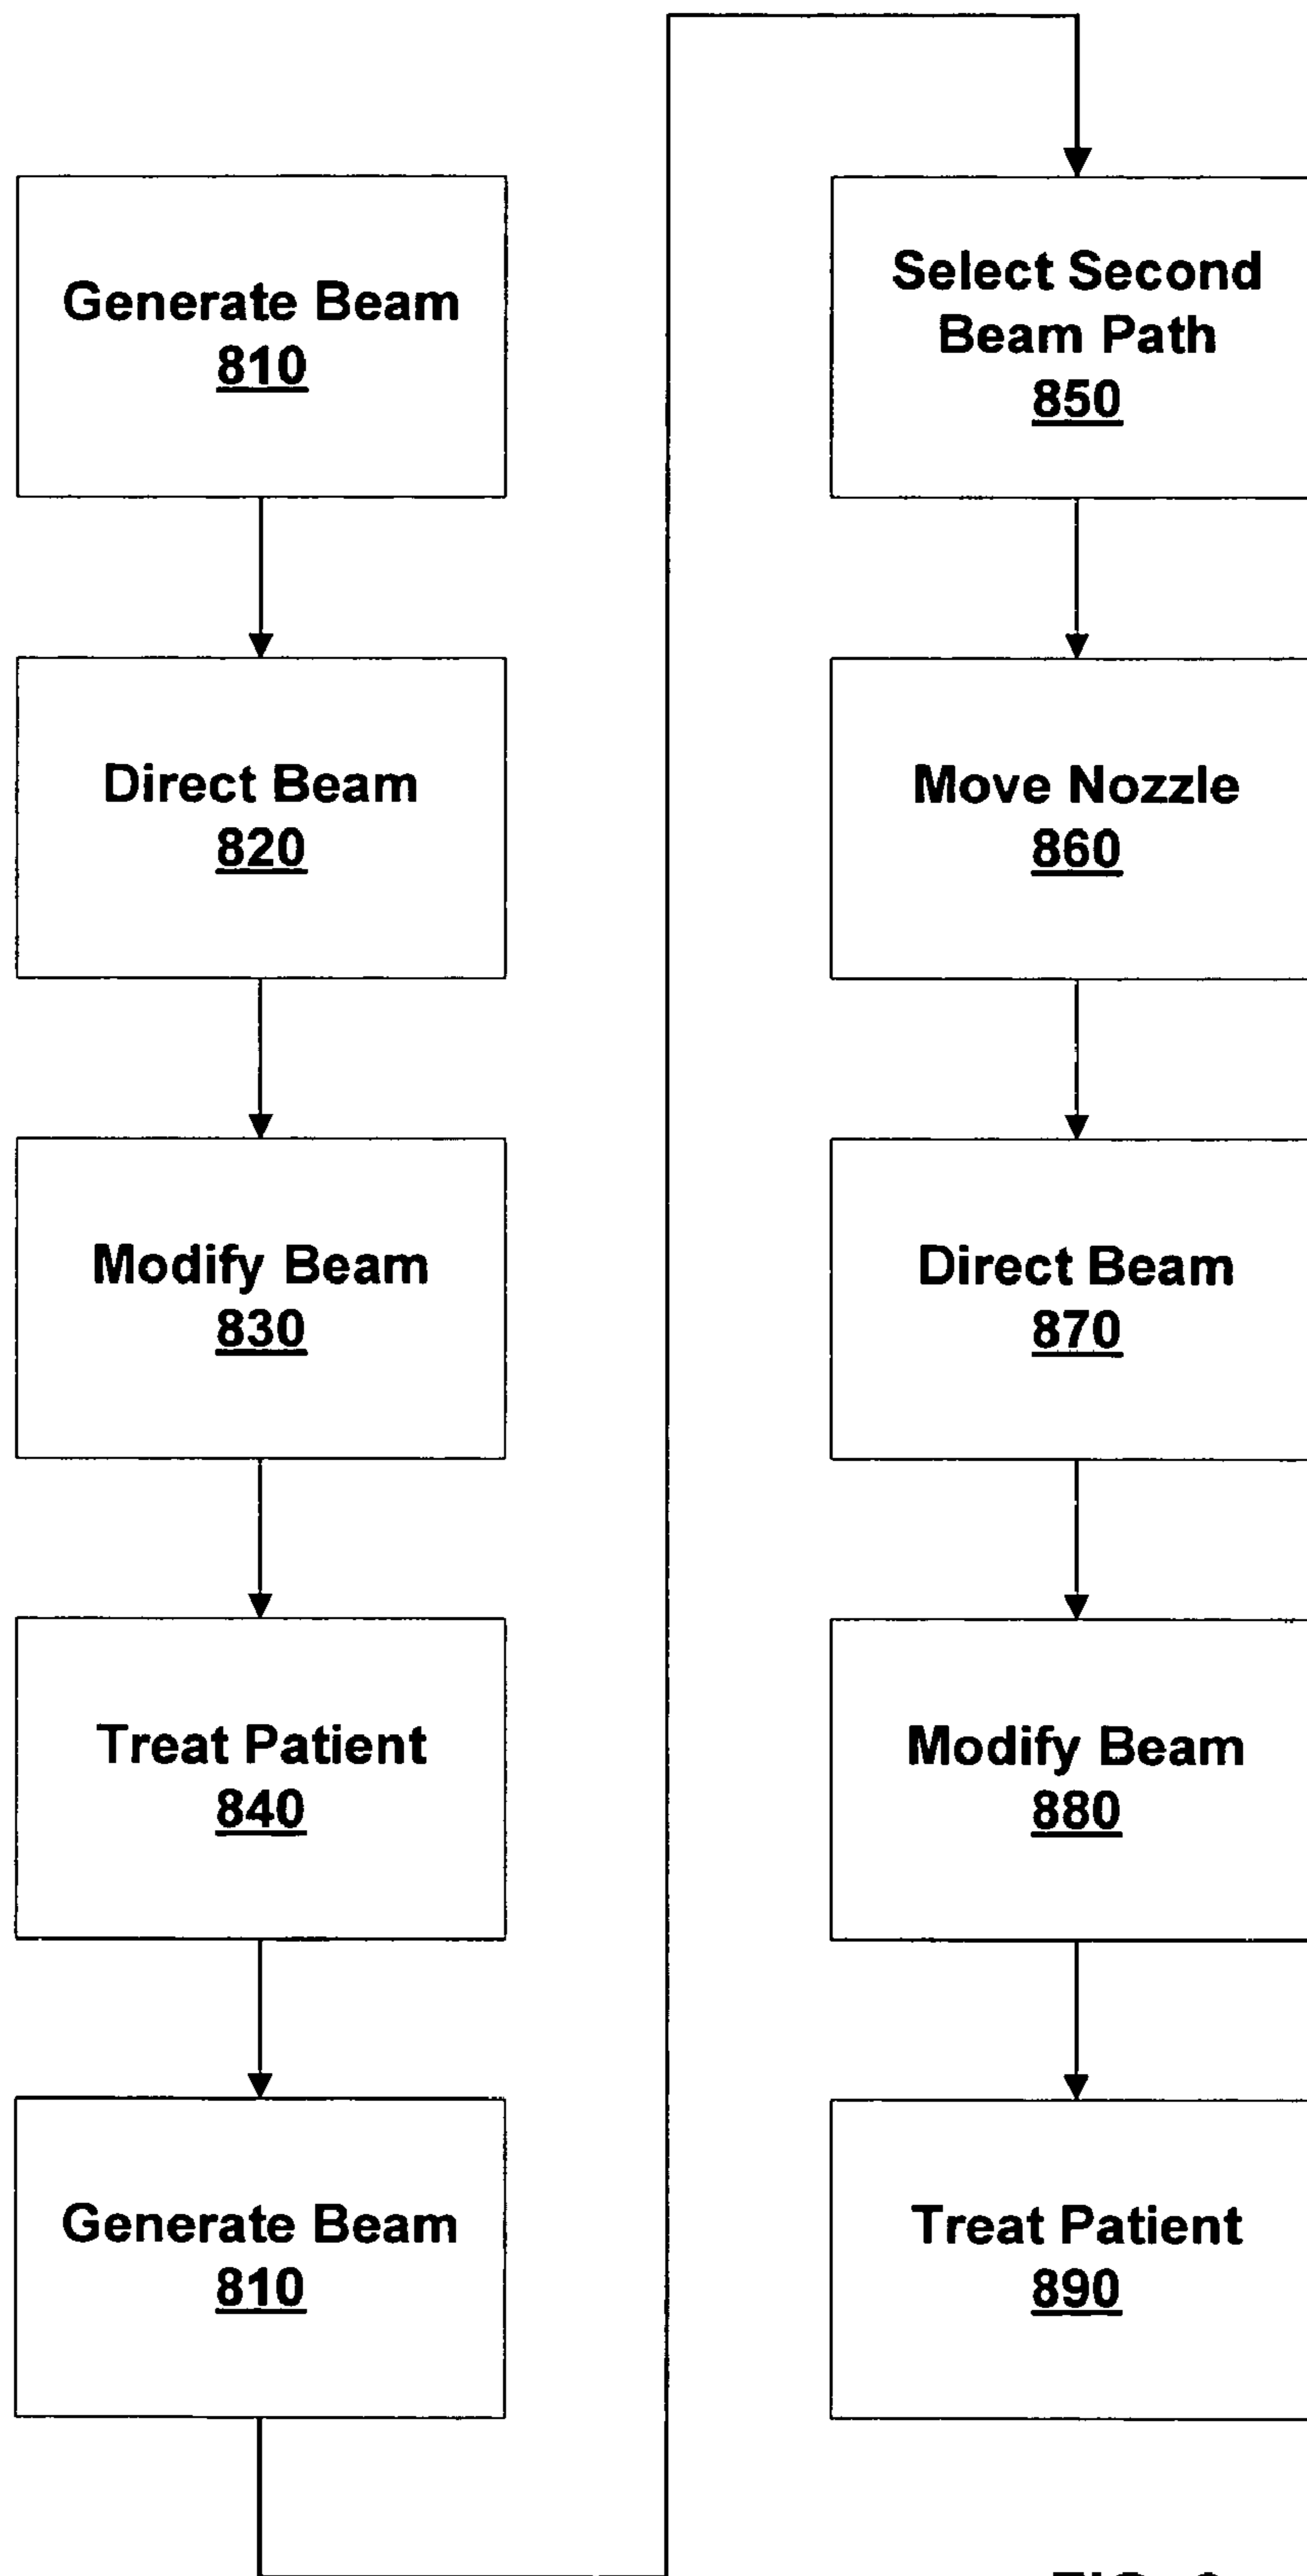 Generate Beam
810
Direct Beam
820
Modify Beam
830
Treat Patient
840
Generate Beam
810
Select Second
Beam Path
850
Move Nozzle
860
Direct Beam
870
Modify Beam
880
Treat Patient
890